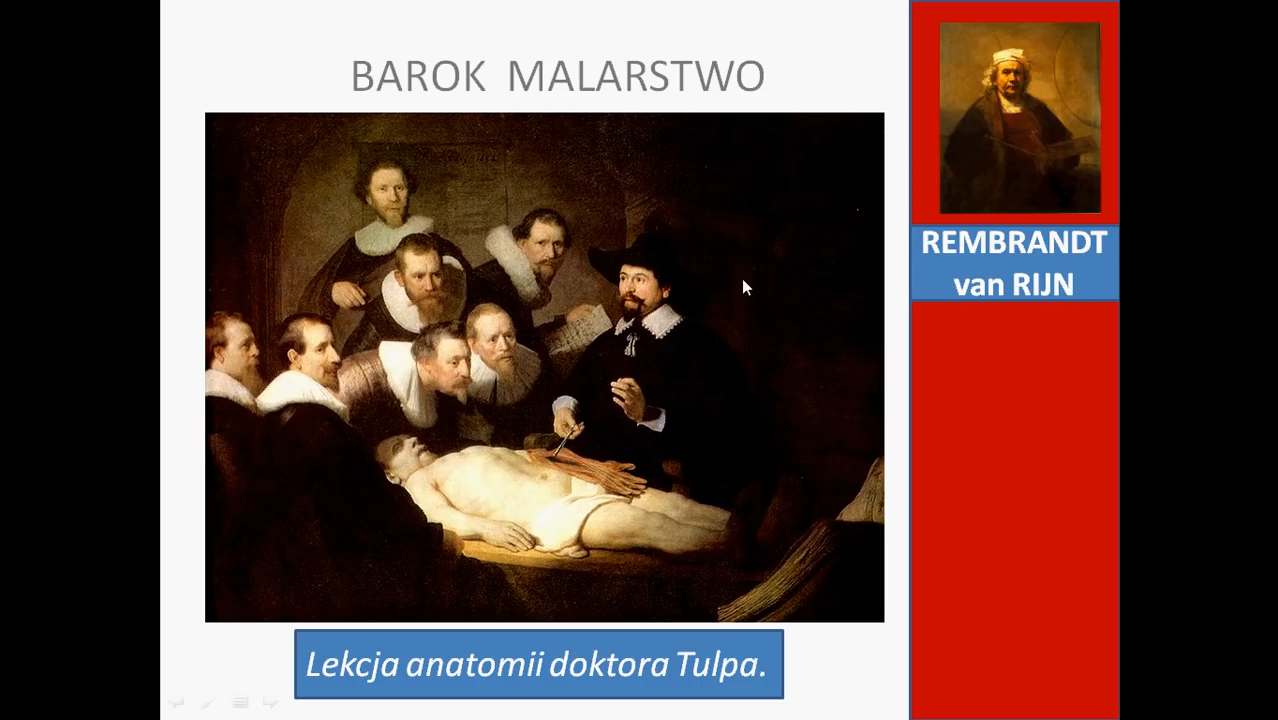 BAROK MALARSTWO
REMBRANDT
van RIJN
Lekcja anatomii doktora Tulpa.